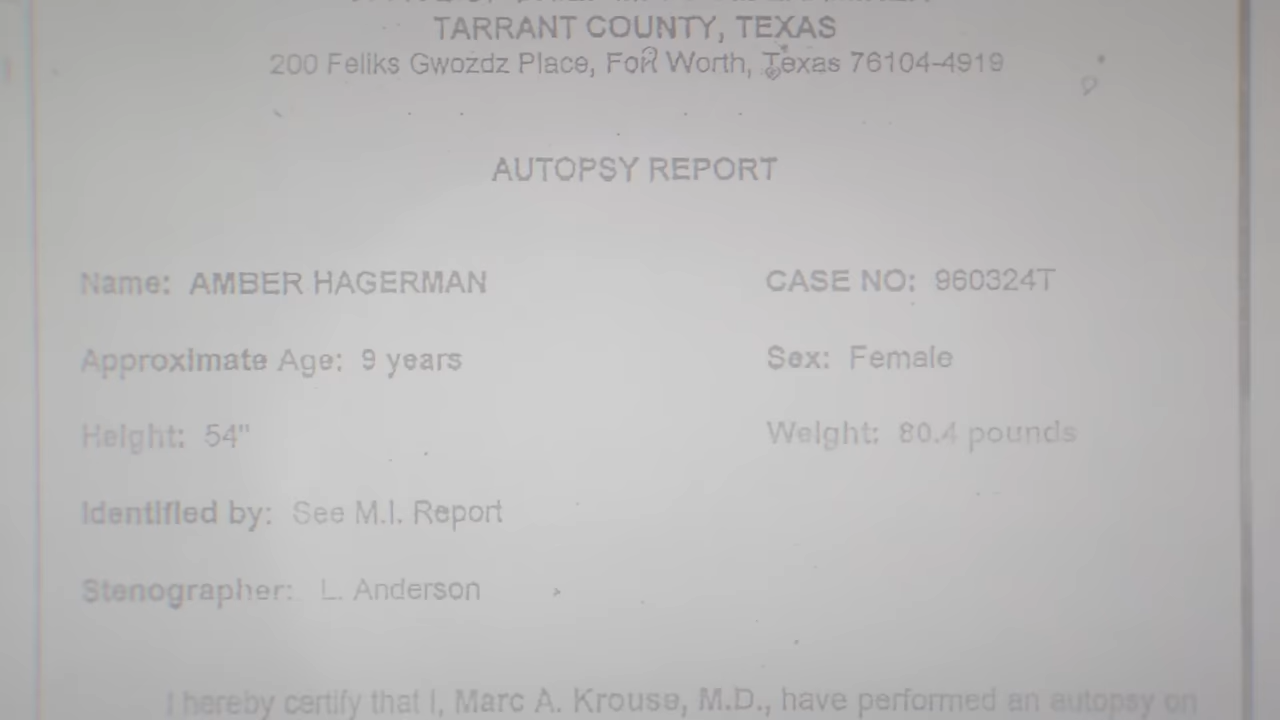 TARRANT COUNTY, TEXAS
200 Feliks Gwozdz Place, Fort Worth, Texas 76104-4919
AUTOPSY REPORT
Name: AMBER HAGERMAN CASE NO: 960324T
Approximate Age: 9 years Sex: Female
Height: 54" Weight: 80.4 pounds
Identified by: See M.I. Report
Stenographer: L. Anderson
I hereby certify that I, Marc A. Krouse, M.D., have performed an autopsy on